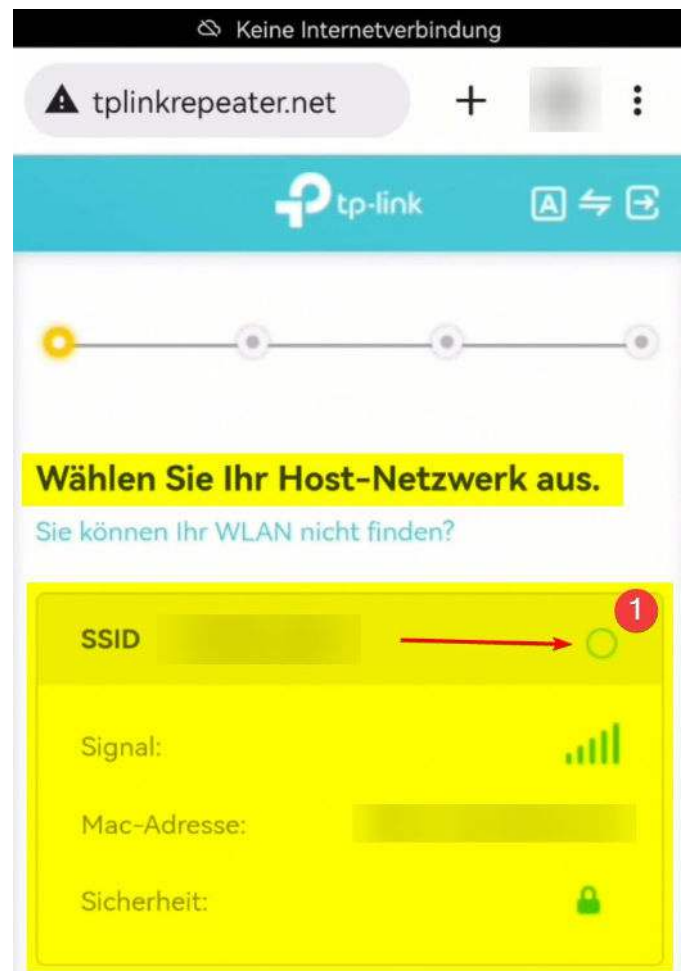 Keine Internetverbindung
tplinkrepeater.net
tp-link A
Wählen Sie Ihr Host-Netzwerk aus.
Sie können Ihr WLAN nicht finden?
1
SSID
Signal:
Mac-Adresse:
Sicherheit: